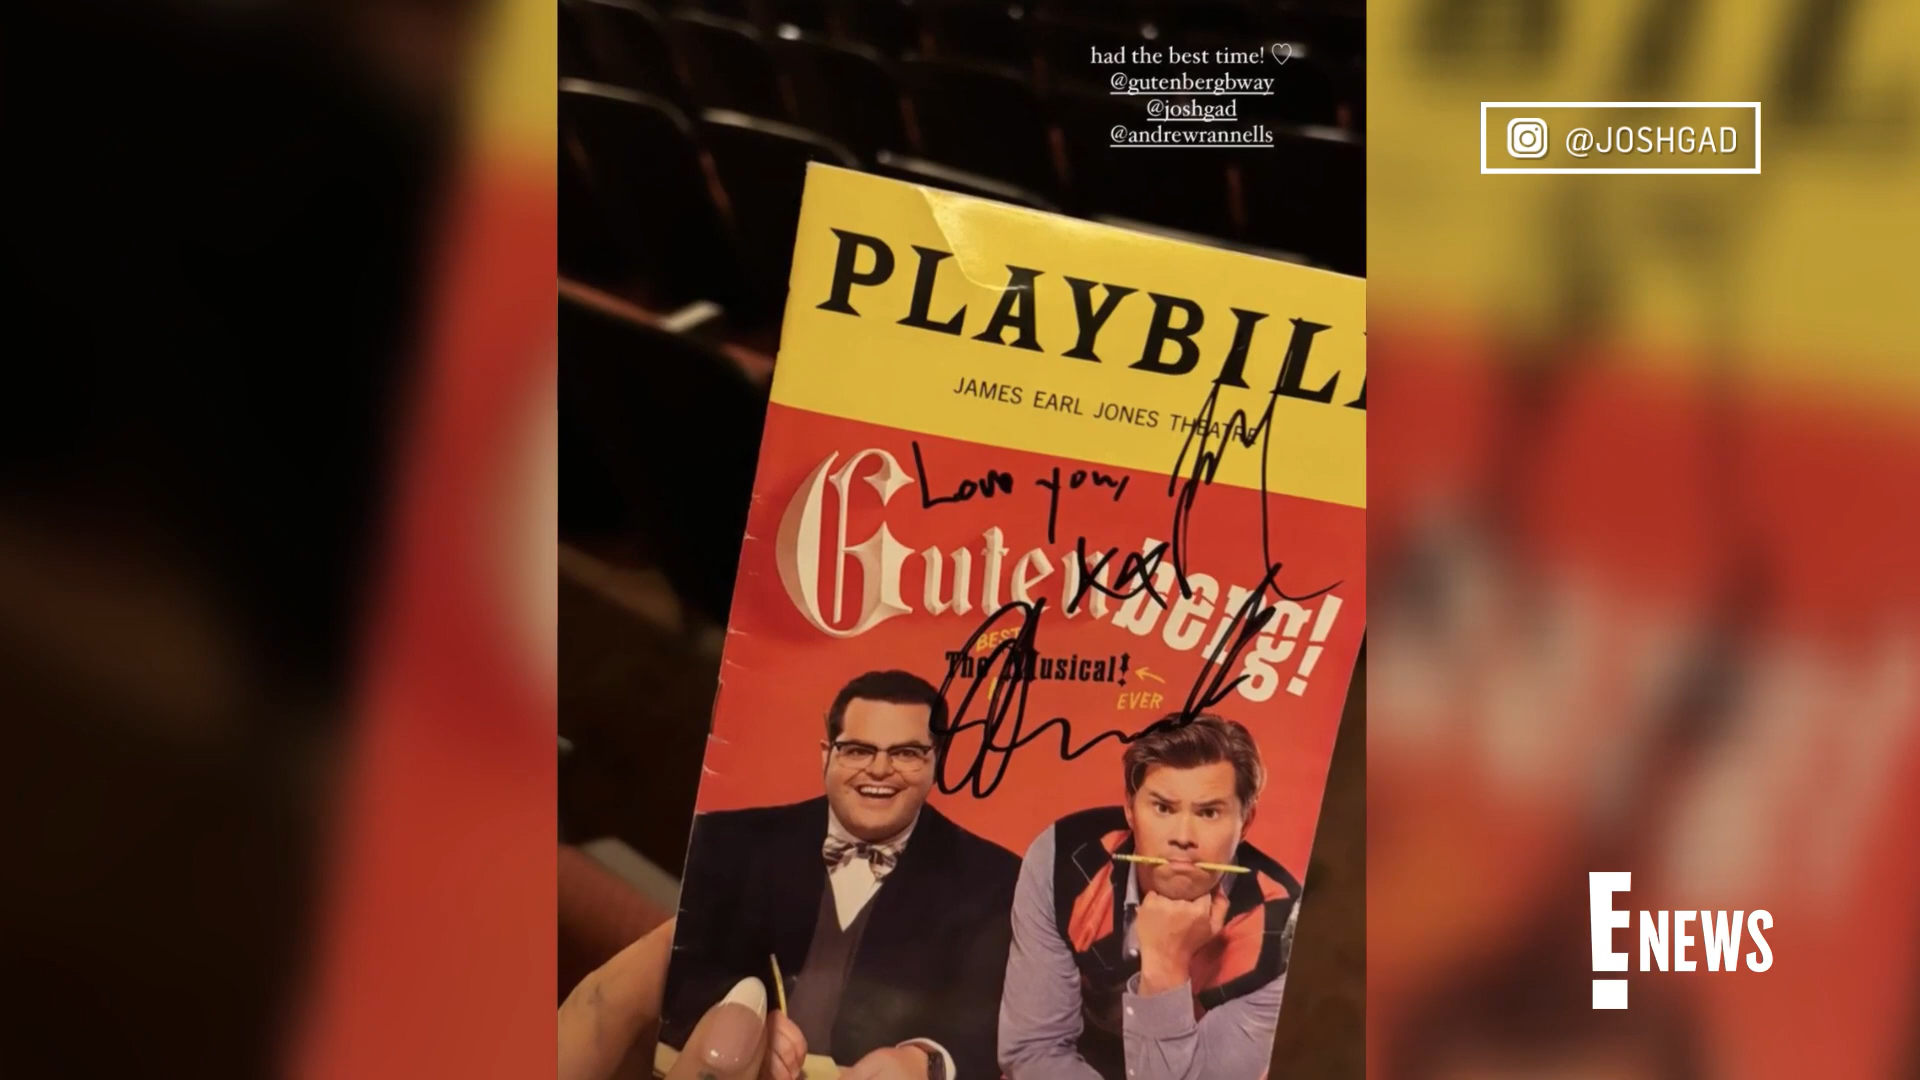 had the best time! ♡
@gutenbergbway
@joshgad
@andrewrannells
@JOSHGAD
PLAYBIL
JAMES EARL JONES THEATRE
Love you,
Gutenberg!
xx
BEST
The Musical!
EVER
E NEWS